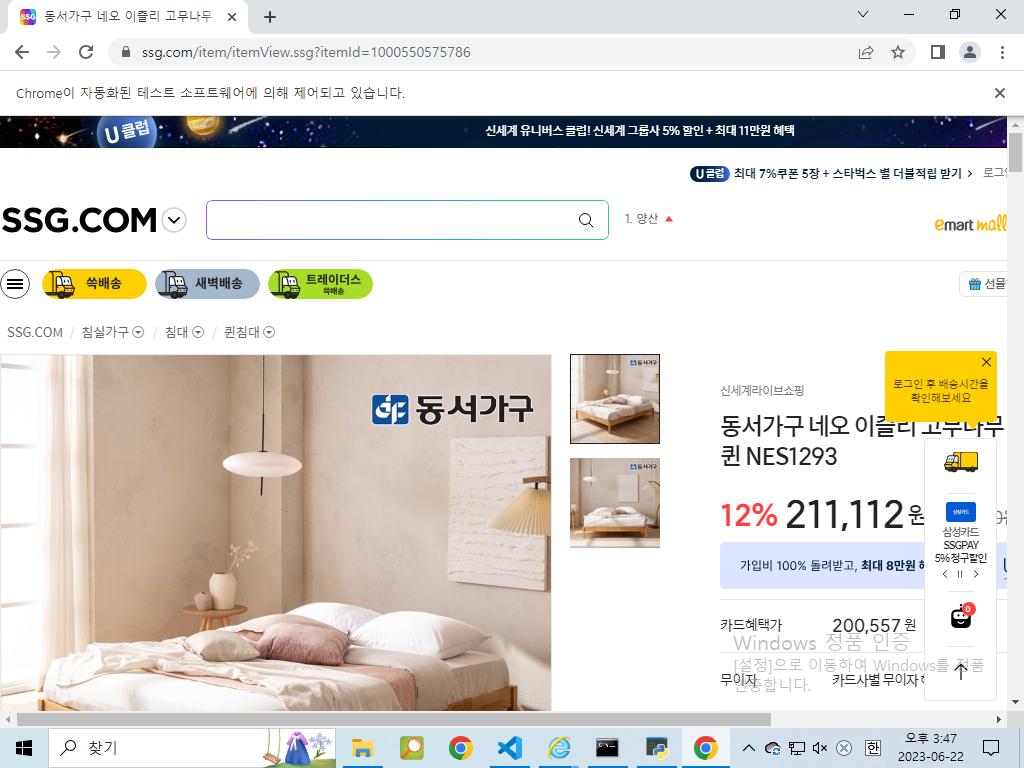 동서가구 네오 이즐리 고무나무
ssg.com/item/itemView.ssg?itemId=1000550575786
Chrome이 자동화된 테스트 소프트웨어에 의해 제어되고 있습니다.
U클럽
신세계 유니버스 클럽! 신세계 그룹사 5% 할인 + 최대 11만원 혜택
U클럽 최대 7%쿠폰 5장 + 스타벅스 별 더블적립 받기 > 로그인
SSG.COM
1. 양산
emart mall
쓱배송
새벽배송
트레이더스
쓱배송
선물
SSG.COM / 침실가구 / 침대 / 퀸침대
동서가구
로그인 후 배송시간을
확인해보세요
신세계라이브쇼핑
동서가구 네오 이즐리 고무나무
퀸 NES1293
12% 211,112 원
가입비 100% 돌려받고, 최대 8만원
카드혜택가 200,557 원
무이자 카드사별 무이자
삼성카드
삼성카드
SSGPAY
5% 청구할인
0
Windows 정품 인증
[설정]으로 이동하여 Windows를 정품
인증합니다.
찾기
한
오후 3:47
2023-06-22